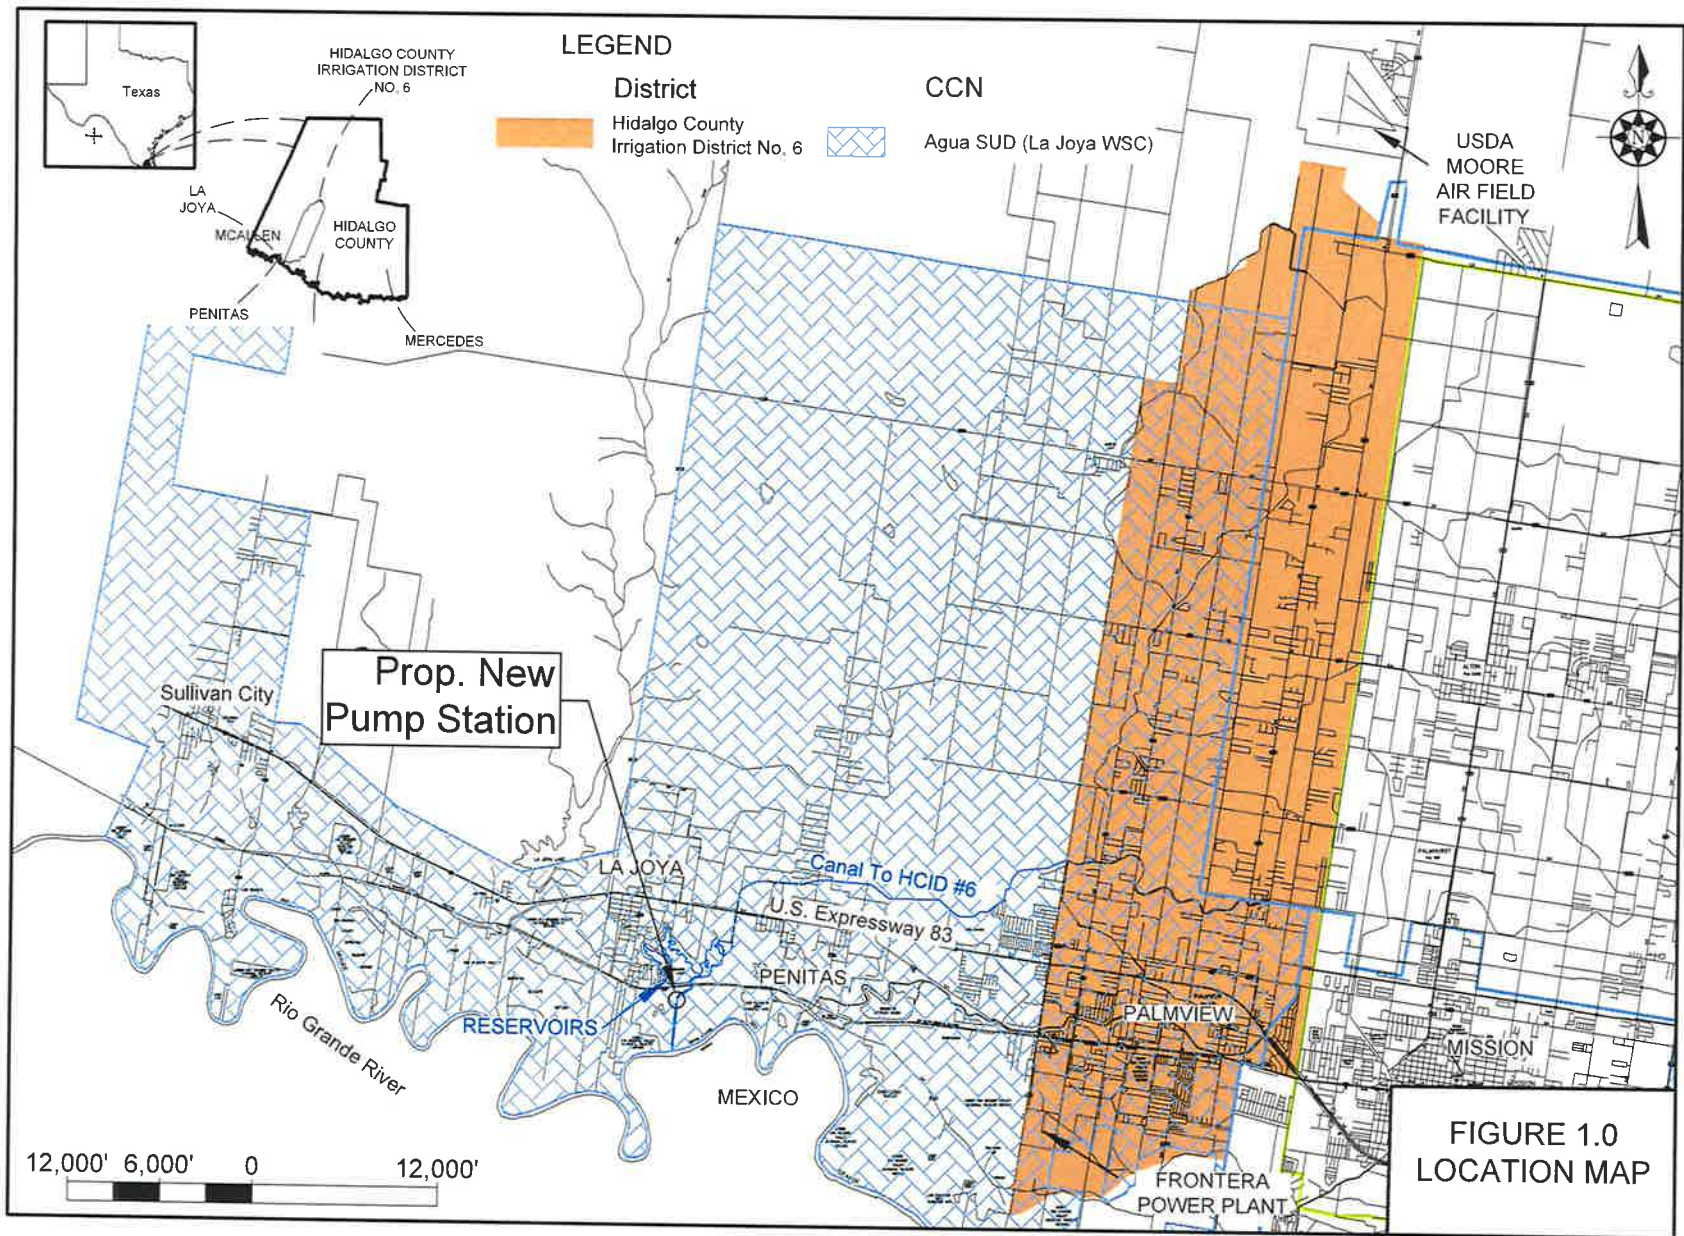 LEGEND
District
CCN
Hidalgo County
Irrigation District No. 6
Agua SUD (La Joya WSC)
Texas
HIDALGO COUNTY
IRRIGATION DISTRICT
NO. 6
LA
JOYA
MCALLEN
HIDALGO
COUNTY
PENITAS
MERCEDES
USDA
MOORE
AIR FIELD
FACILITY
N
Sullivan City
Prop. New
Pump Station
LA JOYA
Canal To HCID #6
U.S. Expressway 83
PENITAS
RESERVOIRS
Rio Grande River
MEXICO
PALMVIEW
MISSION
ALTON
PALMHURST
FRONTERA
POWER PLANT
12,000' 6,000' 0 12,000'
FIGURE 1.0
LOCATION MAP